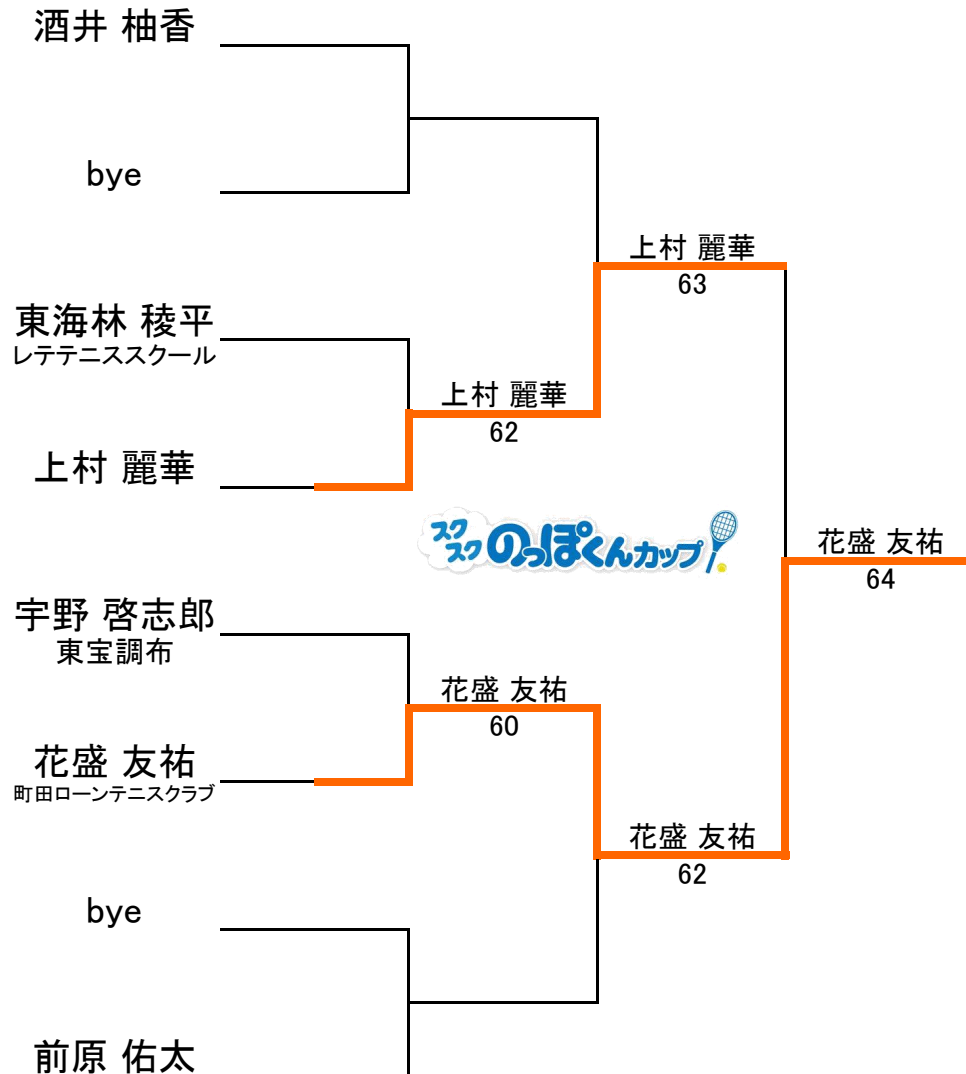 酒井 柚香
bye
上村 麗華
63
東海林 稜平
レテテニススクール
上村 麗華
62
上村 麗華
スク
スク のっぽくんカップ
花盛 友祐
64
宇野 啓志郎
東宝調布
花盛 友祐
60
花盛 友祐
町田ローンテニスクラブ
花盛 友祐
62
bye
前原 佑太